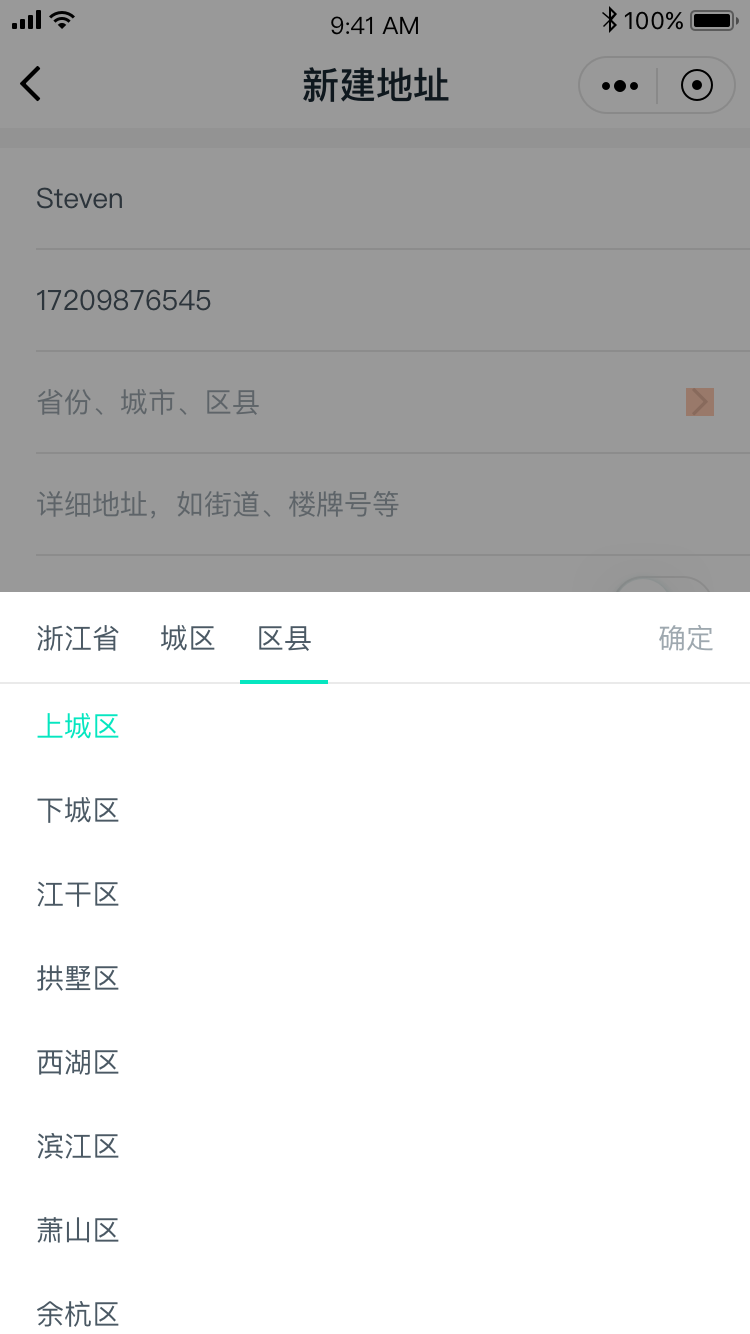 9:41 AM 100%
新建地址
Steven
17209876545
省份、城市、区县
详细地址，如街道、楼牌号等
浙江省 城区 区县 确定
上城区
下城区
江干区
拱墅区
西湖区
滨江区
萧山区
余杭区